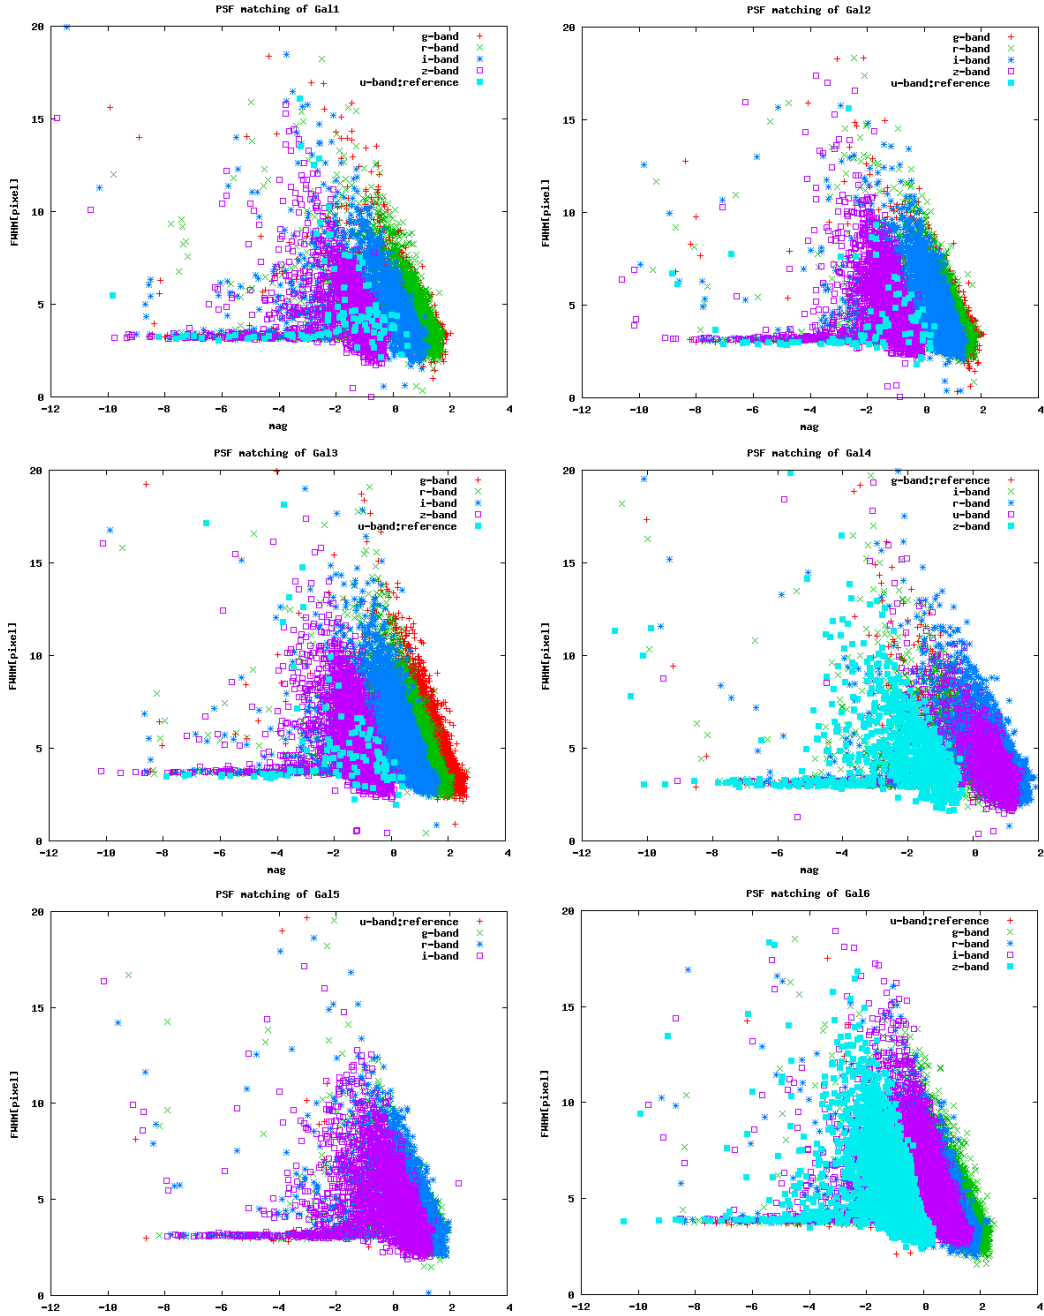 PSF matching of Gal1
20
15
10
5
0
FWHM[pixel]
g-band
r-band
i-band
z-band
u-band;reference
-12 -10 -8 -6 -4 -2 0 2 4
mag
PSF matching of Gal2
20
15
10
5
0
FWHM[pixel]
g-band
r-band
i-band
z-band
u-band;reference
-12 -10 -8 -6 -4 -2 0 2 4
mag
PSF matching of Gal3
20
15
10
5
0
FWHM[pixel]
g-band
r-band
i-band
z-band
u-band;reference
-12 -10 -8 -6 -4 -2 0 2 4
mag
PSF matching of Gal4
20
15
10
5
0
FWHM[pixel]
g-band;reference
i-band
r-band
u-band
z-band
-12 -10 -8 -6 -4 -2 0 2
mag
PSF matching of Gal5
20
15
10
5
0
FWHM[pixel]
u-band;reference
g-band
r-band
i-band
-12 -10 -8 -6 -4 -2 0 2 4
PSF matching of Gal6
20
15
10
5
0
FWHM[pixel]
u-band;reference
g-band
r-band
i-band
z-band
-12 -10 -8 -6 -4 -2 0 2 4